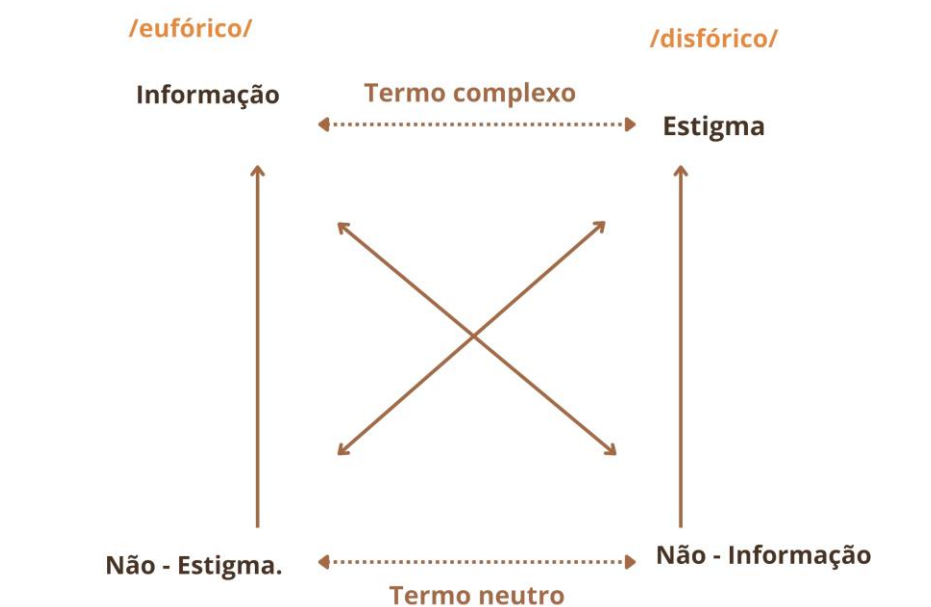 /eufórico/
/disfórico/
Informação
Termo complexo
Estigma
Não - Estigma.
Não - Informação
Termo neutro